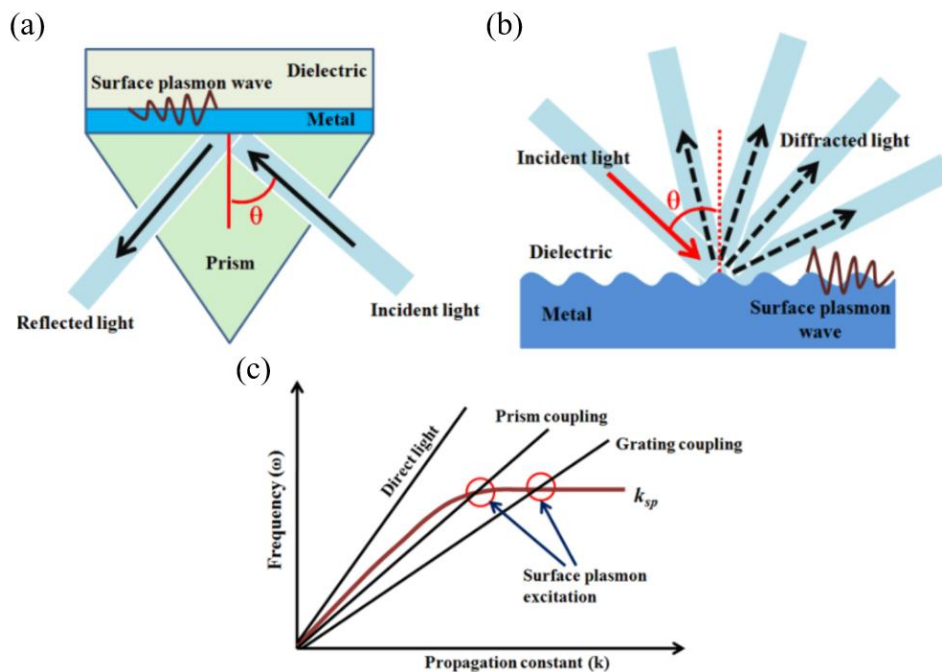 (a)
Dielectric
Surface plasmon wave
Metal
θ
Prism
Reflected light
Incident light
(b)
Incident light
Diffracted light
θ
Dielectric
Metal
Surface plasmon
wave
(c)
Frequency (ω)
Direct light
Prism coupling
Grating coupling
k_sp
Surface plasmon
excitation
Propagation constant (k)